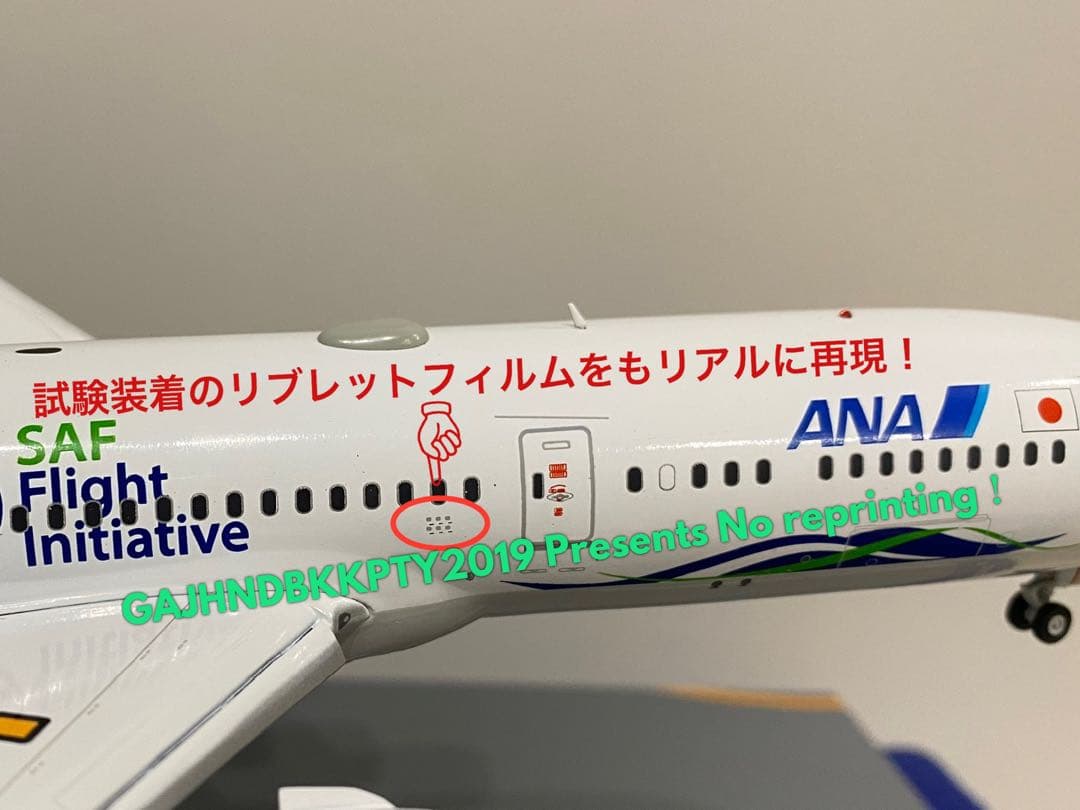 試験装着のリブレットフィルムをもリアルに再現！
SAF
Flight
Initiative
ANA
GAJHNDBKKPTY2019 Presents No reprinting！